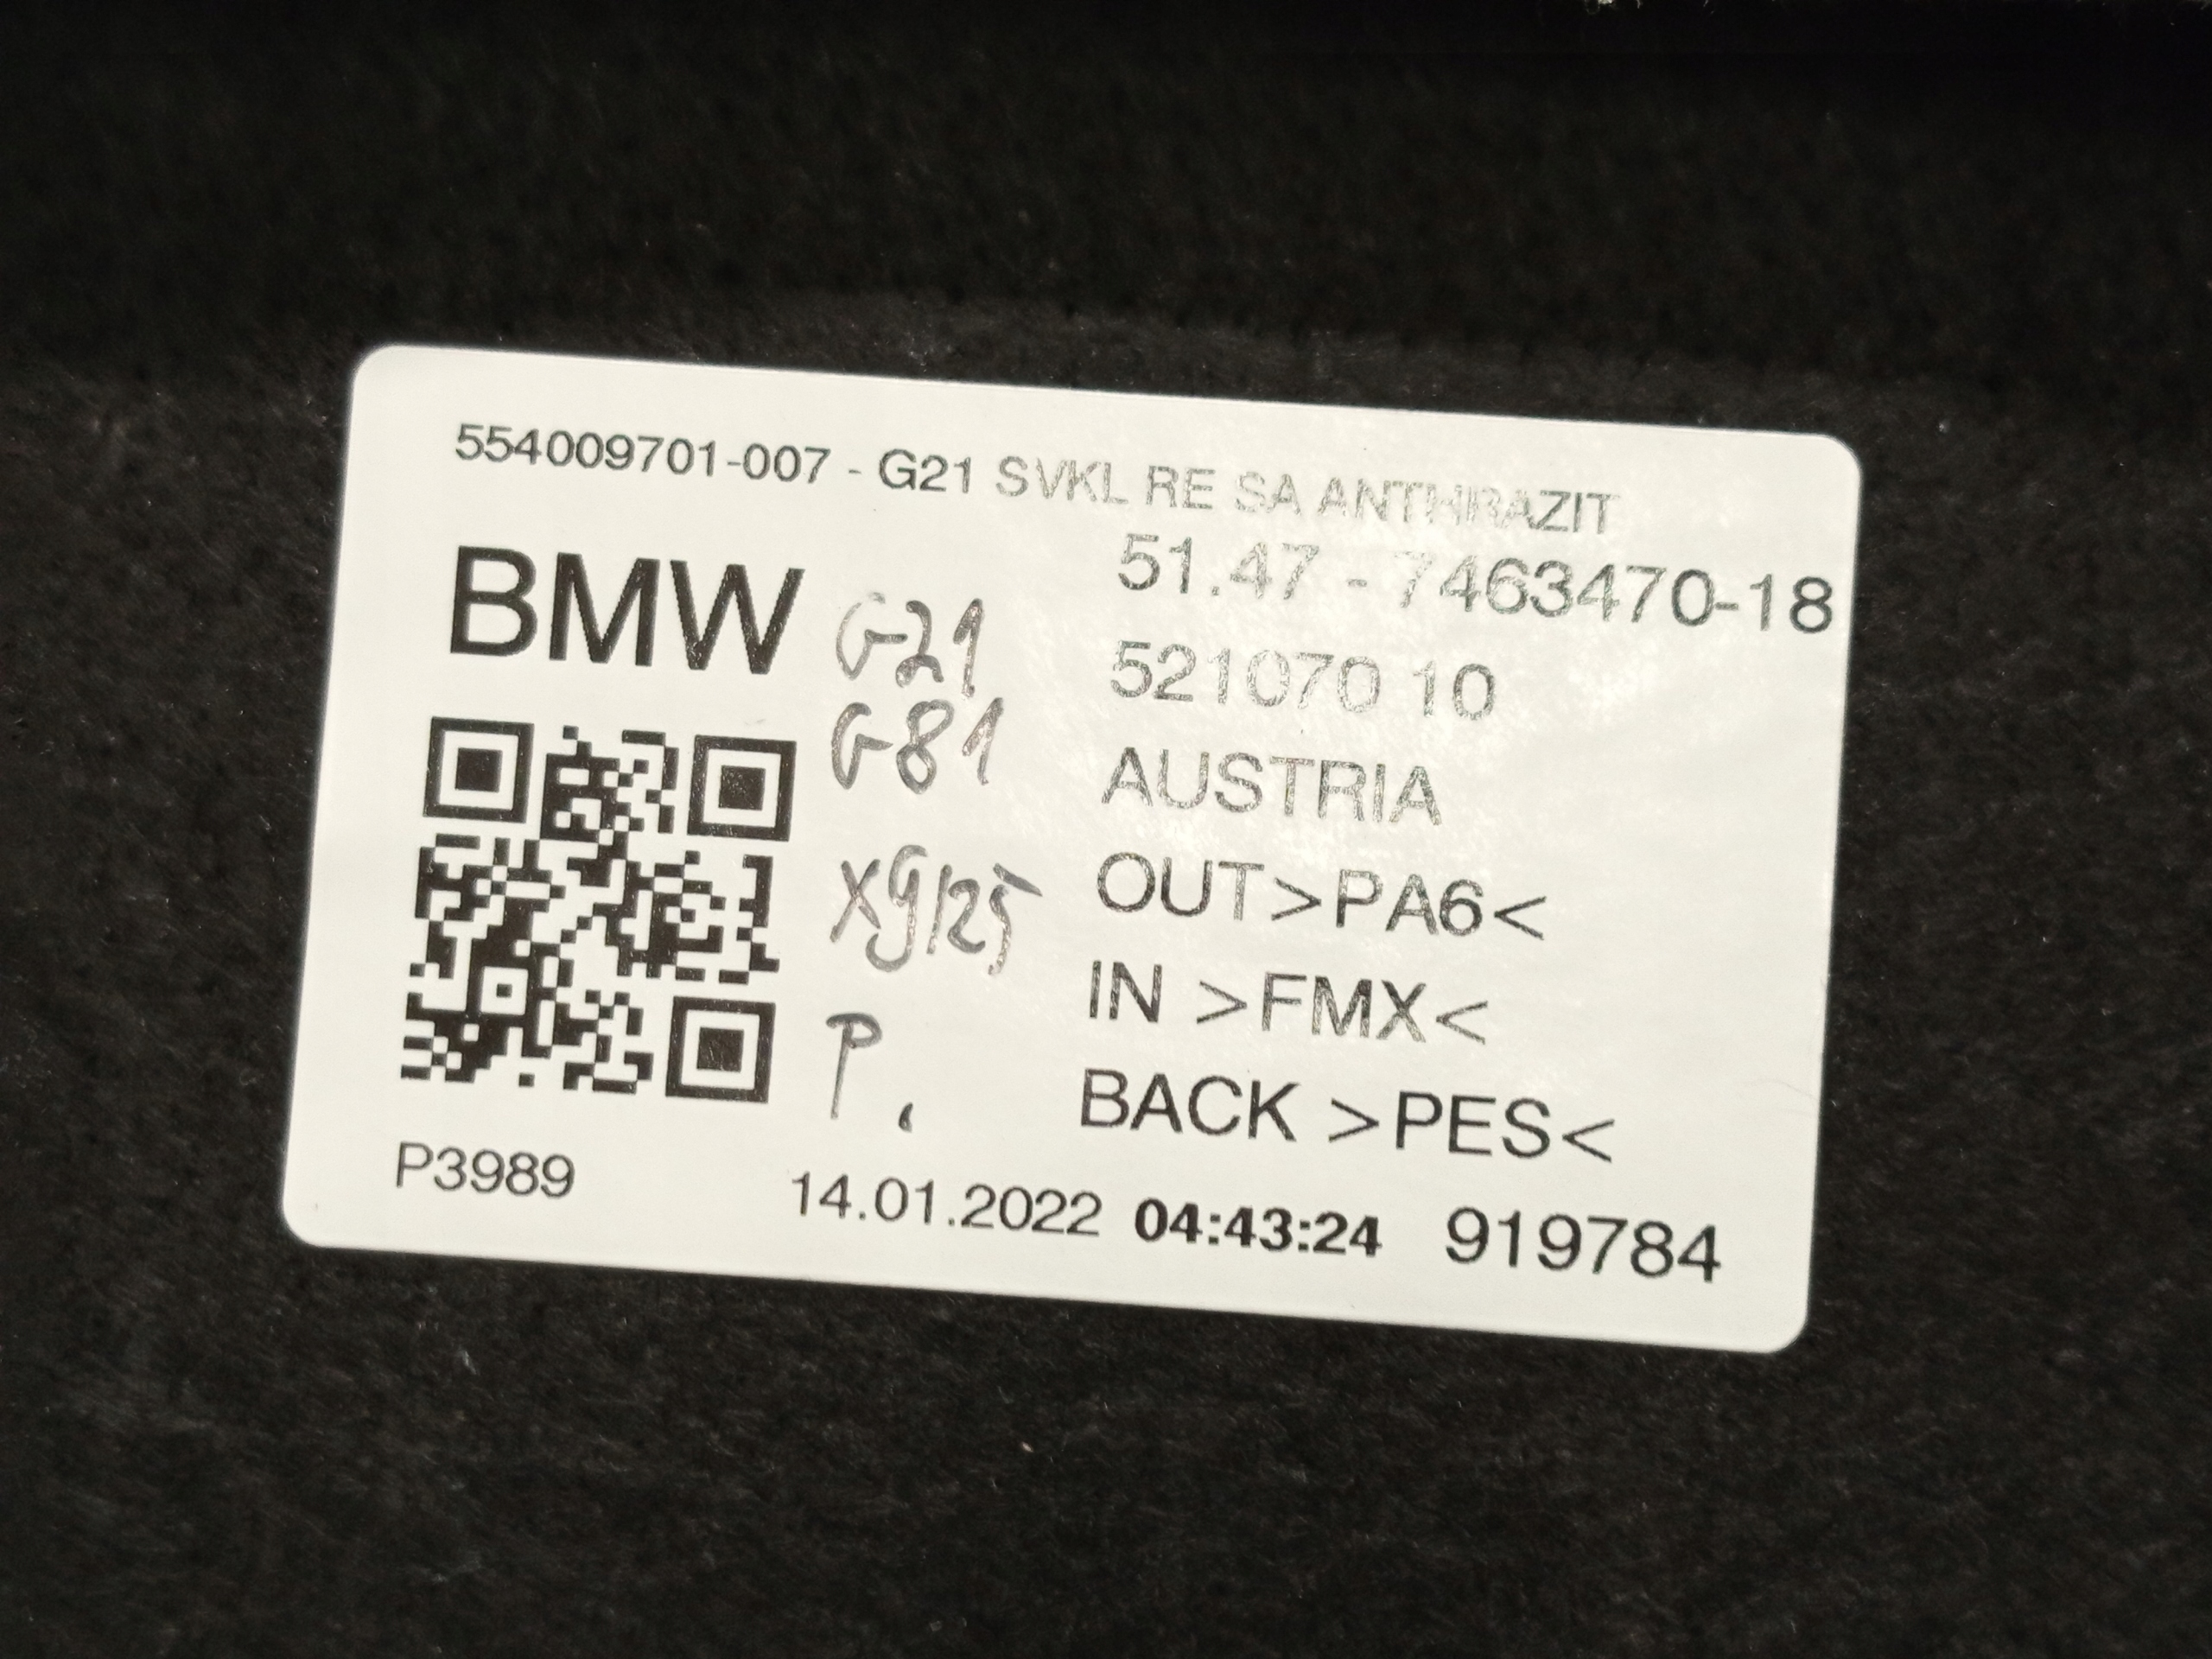 554009701-007 - G21 SVKL RE SA ANTHRAZIT
BMW
51.47 - 7463470-18
G21
521070 10
G81
AUSTRIA
Xg125
OUT>PA6<
IN >FMX<
P.
BACK >PES<
P3989
14.01.2022 04:43:24 919784